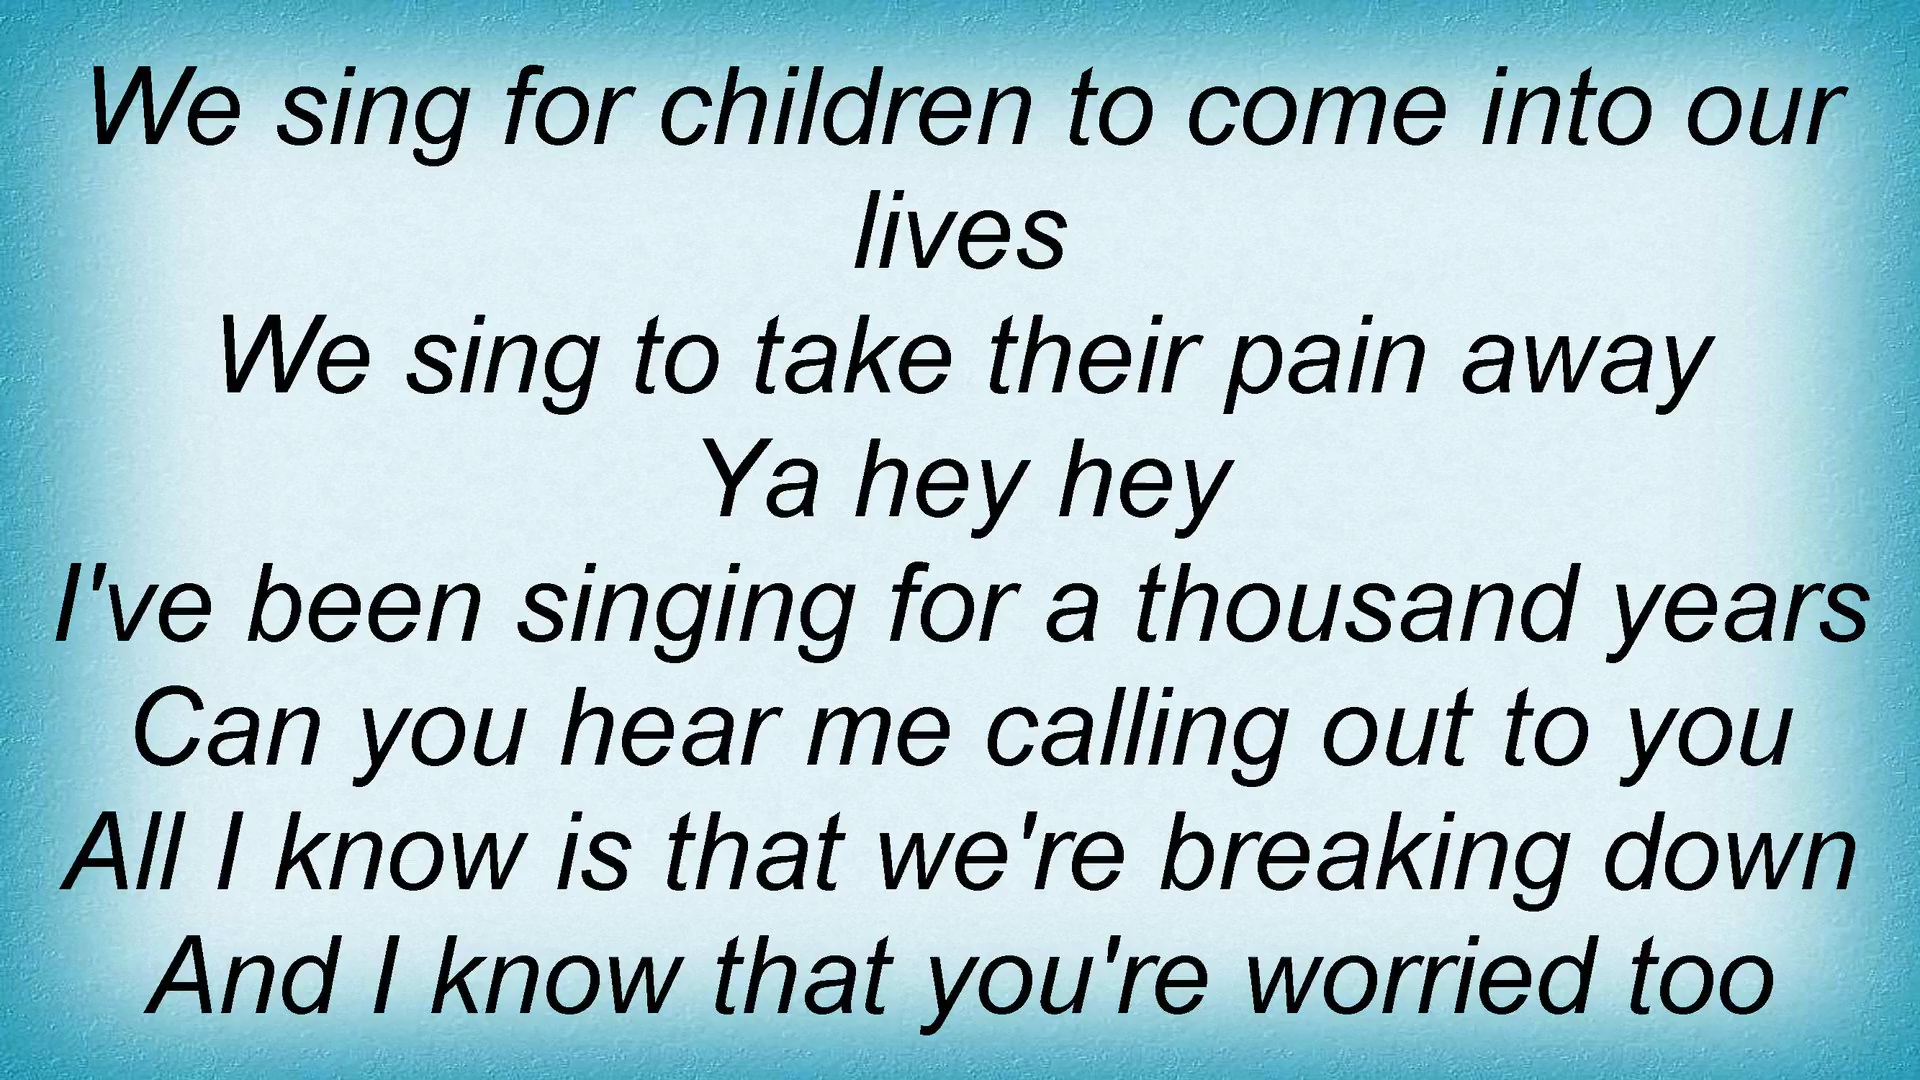 We sing for children to come into our
lives
We sing to take their pain away
Ya hey hey
I've been singing for a thousand years
Can you hear me calling out to you
All I know is that we're breaking down
And I know that you're worried too